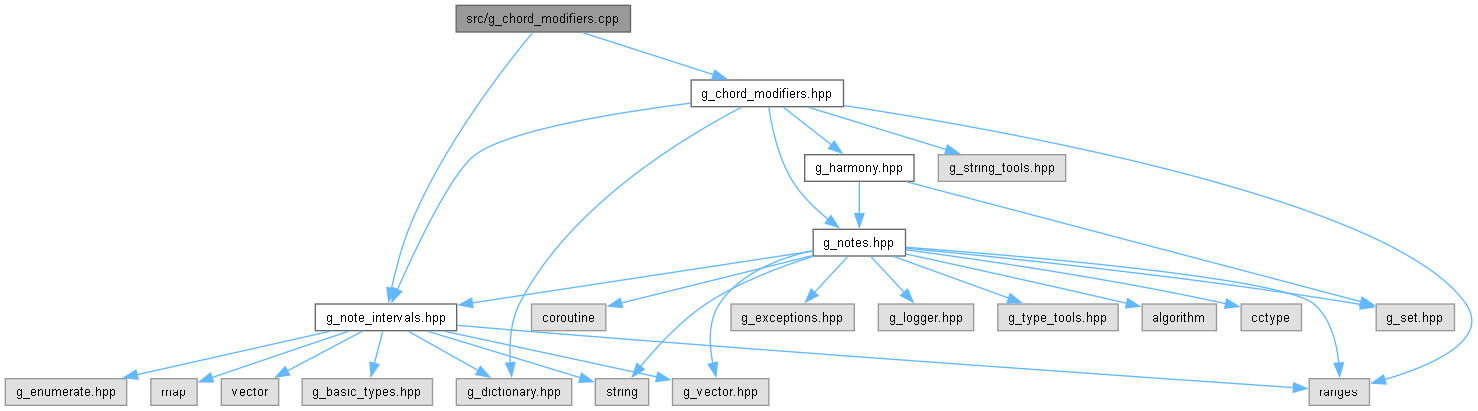 src/g_chord_modifiers.cpp
g_chord_modifiers.hpp
g_harmony.hpp
g_string_tools.hpp
g_notes.hpp
g_note_intervals.hpp
coroutine
g_exceptions.hpp
g_logger.hpp
g_type_tools.hpp
algorithm
cctype
g_set.hpp
g_enumerate.hpp
map
vector
g_basic_types.hpp
g_dictionary.hpp
string
g_vector.hpp
ranges